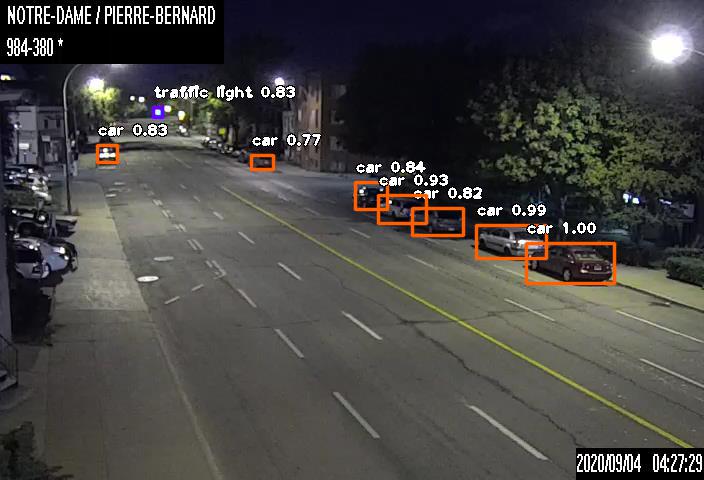 NOTRE-DAME / PIERRE-BERNARD
984-380 *
traffic light 0.83
car 0.83
car 0.77
car 0.84
car 0.93
car 0.82
car 0.99
car 1.00
2020/09/04 04:27:29